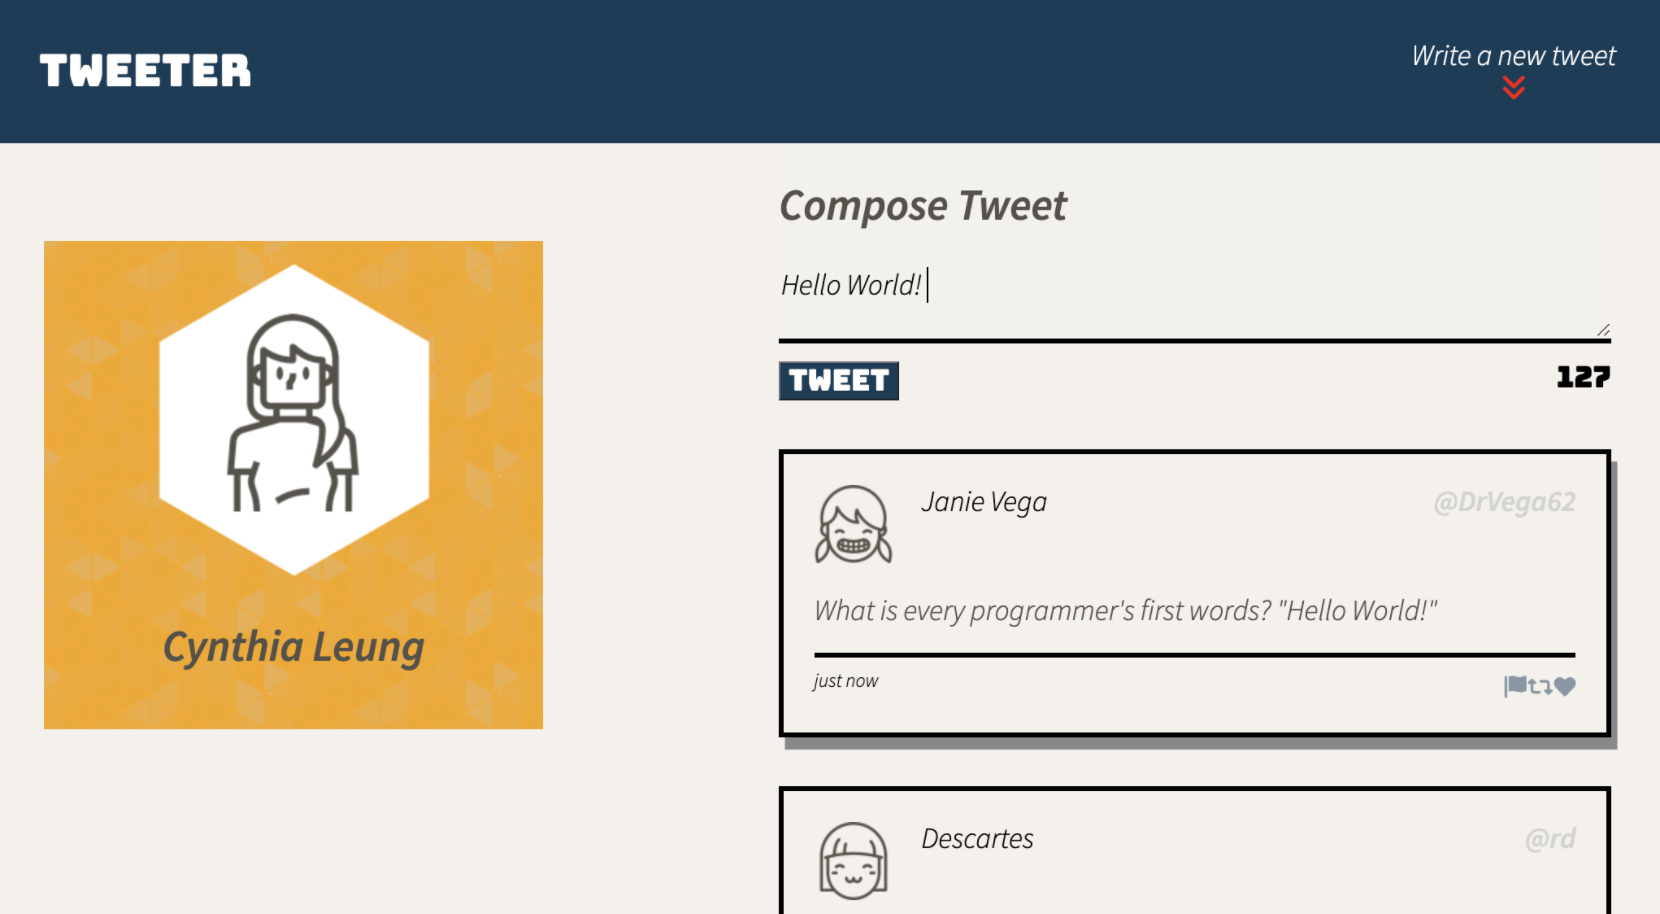 TWEETER
Write a new tweet
Cynthia Leung
Compose Tweet
Hello World!
TWEET
127
Janie Vega
@DrVega62
What is every programmer's first words? "Hello World!"
just now
Descartes
@rd